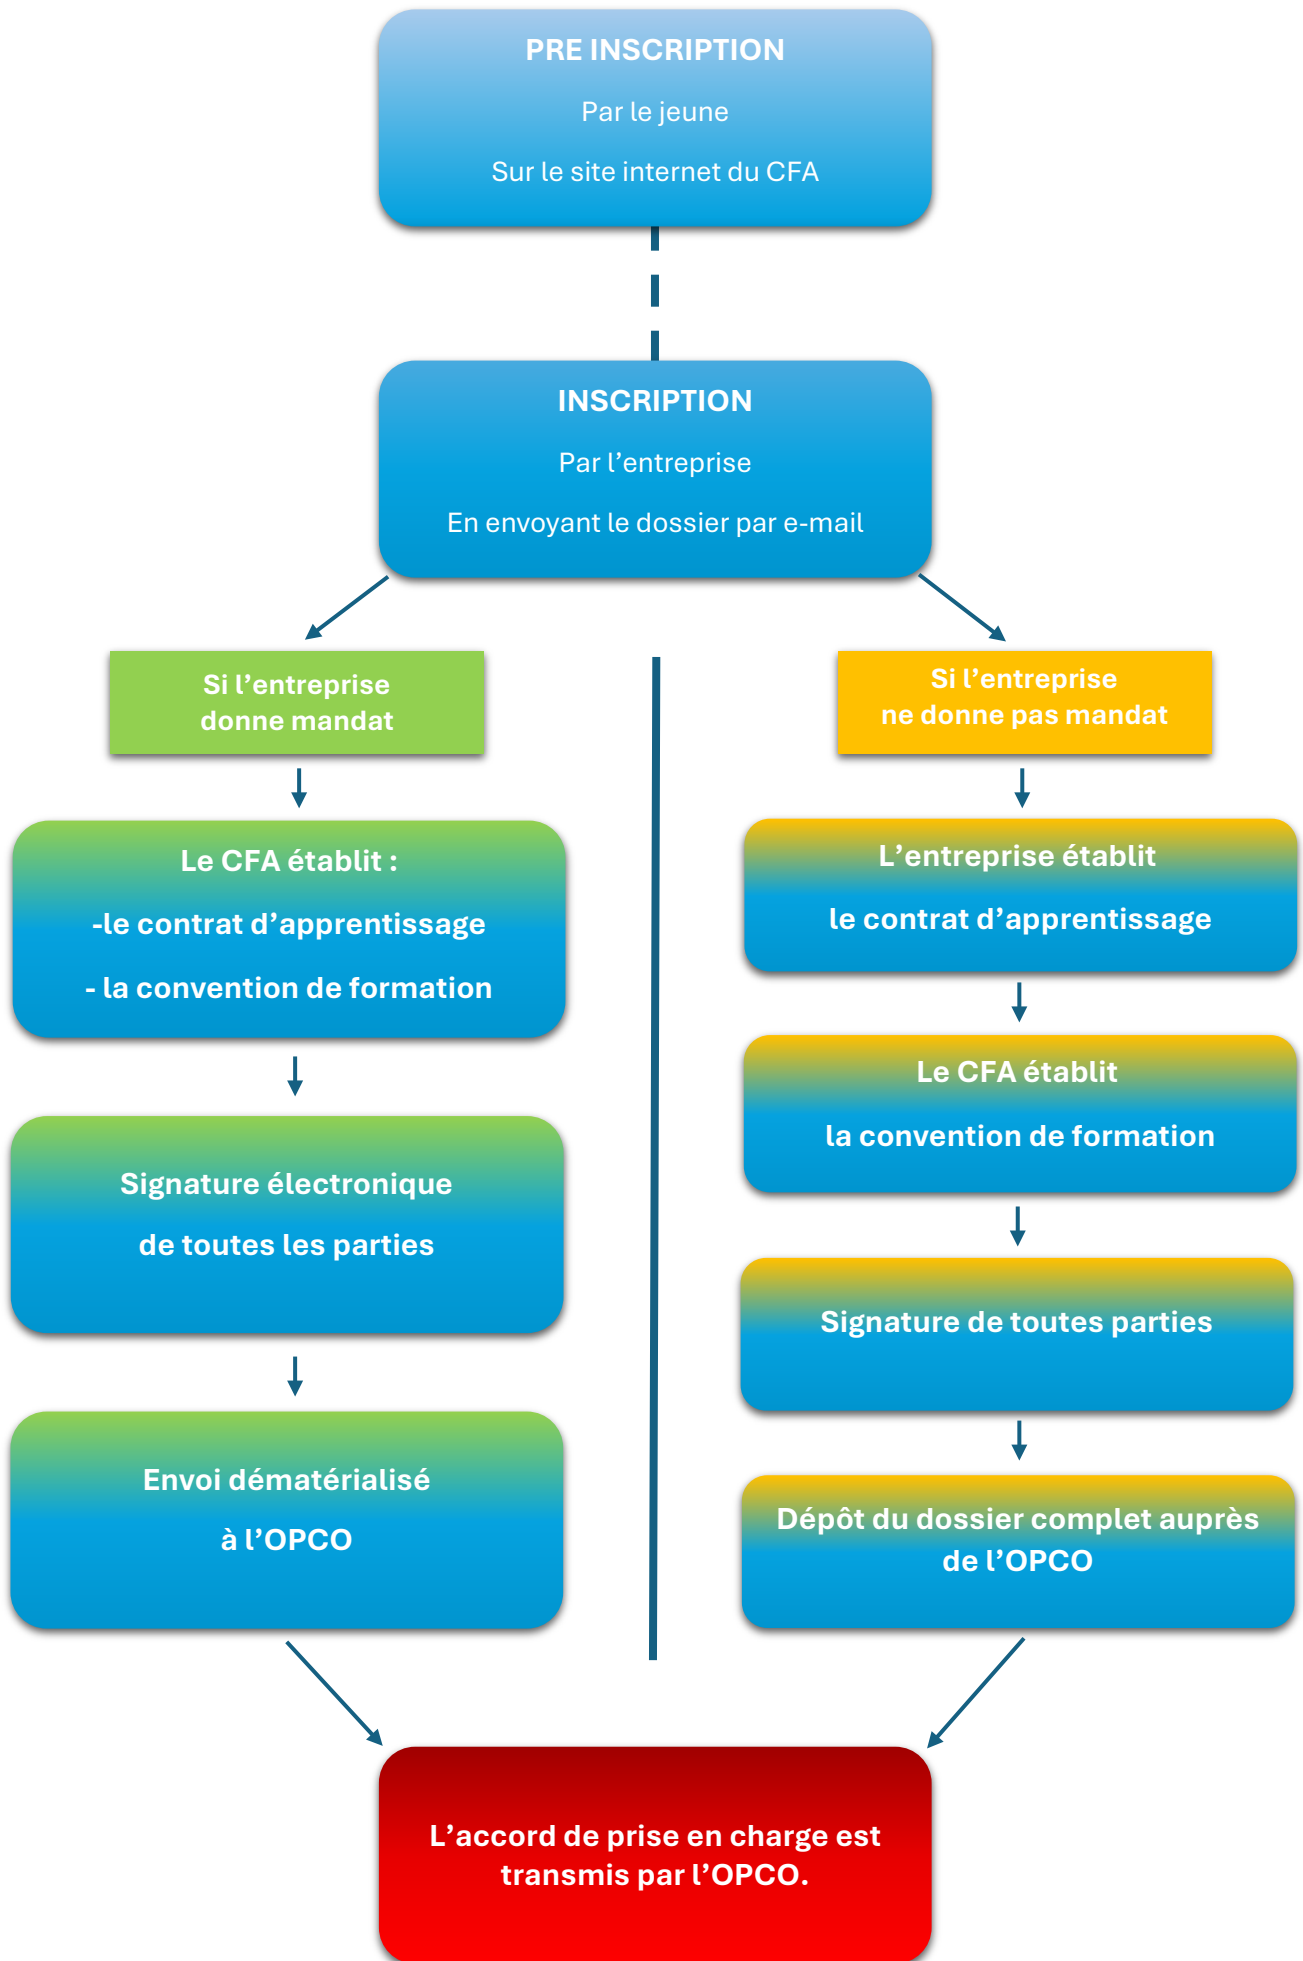 PRE INSCRIPTION
Par le jeune
Sur le site internet du CFA
INSCRIPTION
Par l’entreprise
En envoyant le dossier par e-mail
Si l’entreprise
donne mandat
Le CFA établit :
-le contrat d’apprentissage
- la convention de formation
Signature électronique
de toutes les parties
Envoi dématérialisé
à l’OPCO
Si l’entreprise
ne donne pas mandat
L’entreprise établit
le contrat d’apprentissage
Le CFA établit
la convention de formation
Signature de toutes parties
Dépôt du dossier complet auprès
de l’OPCO
L’accord de prise en charge est
transmis par l’OPCO.